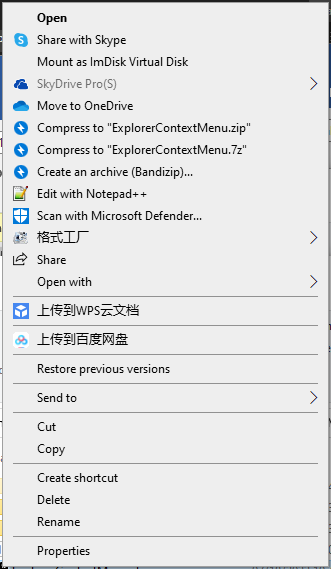 Open
Share with Skype
Mount as ImDisk Virtual Disk
SkyDrive Pro(S)
Move to OneDrive
Compress to "ExplorerContextMenu.zip"
Compress to "ExplorerContextMenu.7z"
Create an archive (Bandizip)...
Edit with Notepad++
Scan with Microsoft Defender...
格式工厂
Share
Open with
上传到WPS云文档
上传到百度网盘
Restore previous versions
Send to
Cut
Copy
Create shortcut
Delete
Rename
Properties